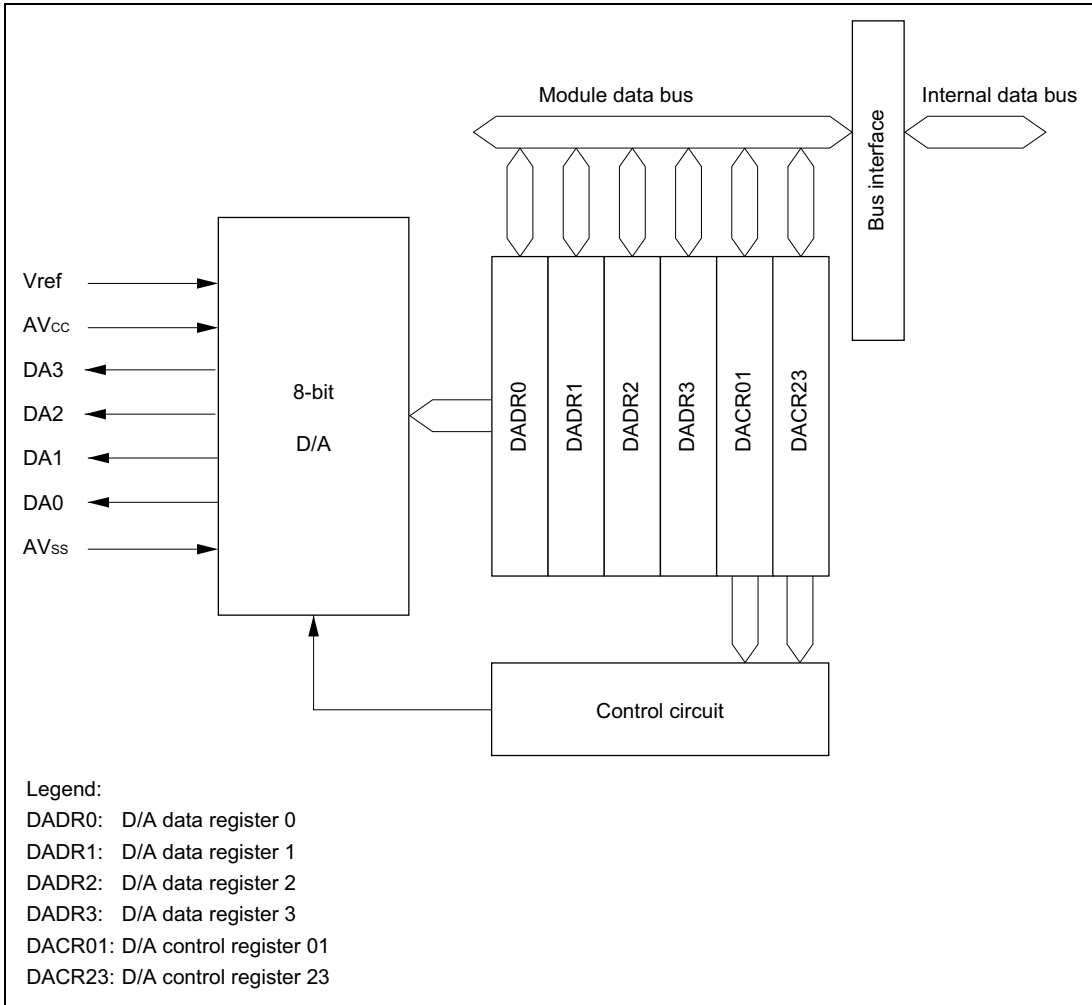 Module data bus
Internal data bus
Bus interface
Vref
AVCC
DA3
DA2
DA1
DA0
AVSS
8-bit
D/A
DADR0
DADR1
DADR2
DADR3
DACR01
DACR23
Control circuit
Legend:
DADR0: D/A data register 0
DADR1: D/A data register 1
DADR2: D/A data register 2
DADR3: D/A data register 3
DACR01: D/A control register 01
DACR23: D/A control register 23